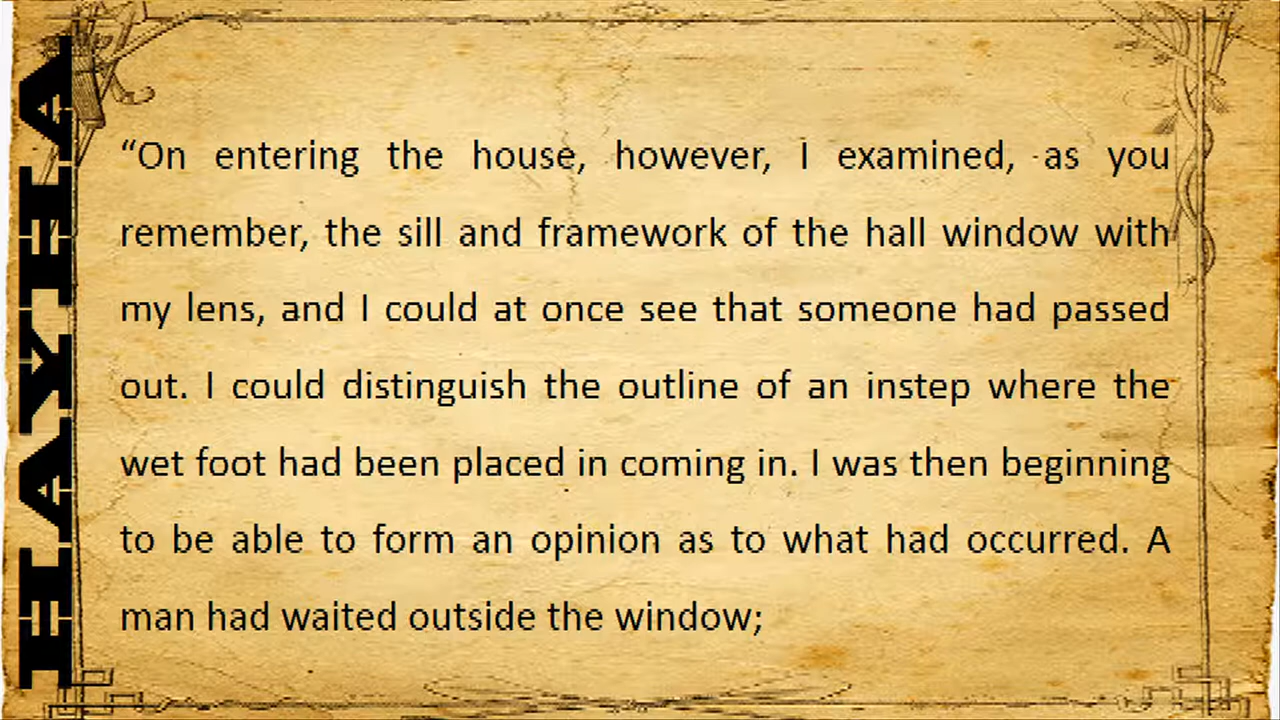 HAYHA
“On entering the house, however, I examined, as you
remember, the sill and framework of the hall window with
my lens, and I could at once see that someone had passed
out. I could distinguish the outline of an instep where the
wet foot had been placed in coming in. I was then beginning
to be able to form an opinion as to what had occurred. A
man had waited outside the window;